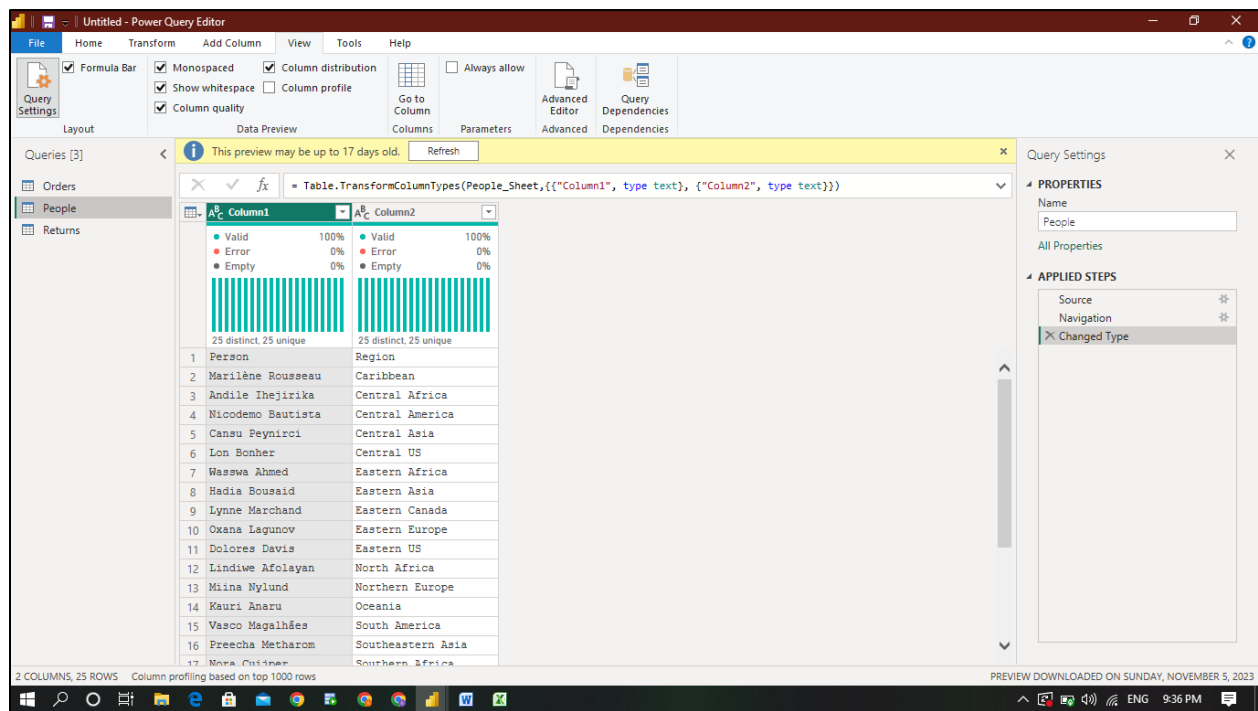 Untitled - Power Query Editor
File Home Transform Add Column View Tools Help
Query Settings
Formula Bar
Layout
Monospaced
Column distribution
Show whitespace
Column profile
Column quality
Data Preview
Go to Column
Columns
Always allow
Parameters
Advanced Editor
Advanced
Query Dependencies
Dependencies
Queries [3]
Orders
People
Returns
This preview may be up to 17 days old. Refresh
fx = Table.TransformColumnTypes(People_Sheet,{{"Column1", type text}, {"Column2", type text}})
ABC Column1 ABC Column2
Valid 100% Valid 100%
Error 0% Error 0%
Empty 0% Empty 0%
25 distinct, 25 unique 25 distinct, 25 unique
1 Person Region
2 Marilène Rousseau Caribbean
3 Andile Ihejirika Central Africa
4 Nicodemo Bautista Central America
5 Cansu Peynirci Central Asia
6 Lon Bonher Central US
7 Wasswa Ahmed Eastern Africa
8 Hadia Bousaid Eastern Asia
9 Lynne Marchand Eastern Canada
10 Oxana Lagunov Eastern Europe
11 Dolores Davis Eastern US
12 Lindiwe Afolayan North Africa
13 Miina Nylund Northern Europe
14 Kauri Anaru Oceania
15 Vasco Magalhães South America
16 Preecha Metharom Southeastern Asia
17 Nora Cuijper Southern Africa
Query Settings
PROPERTIES
Name
People
All Properties
APPLIED STEPS
Source
Navigation
Changed Type
2 COLUMNS, 25 ROWS Column profiling based on top 1000 rows
PREVIEW DOWNLOADED ON SUNDAY, NOVEMBER 5, 2023
ENG 9:36 PM